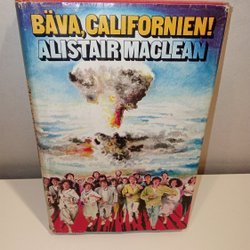 BÄVA, CALIFORNIEN!
ALISTAIR MACLEAN